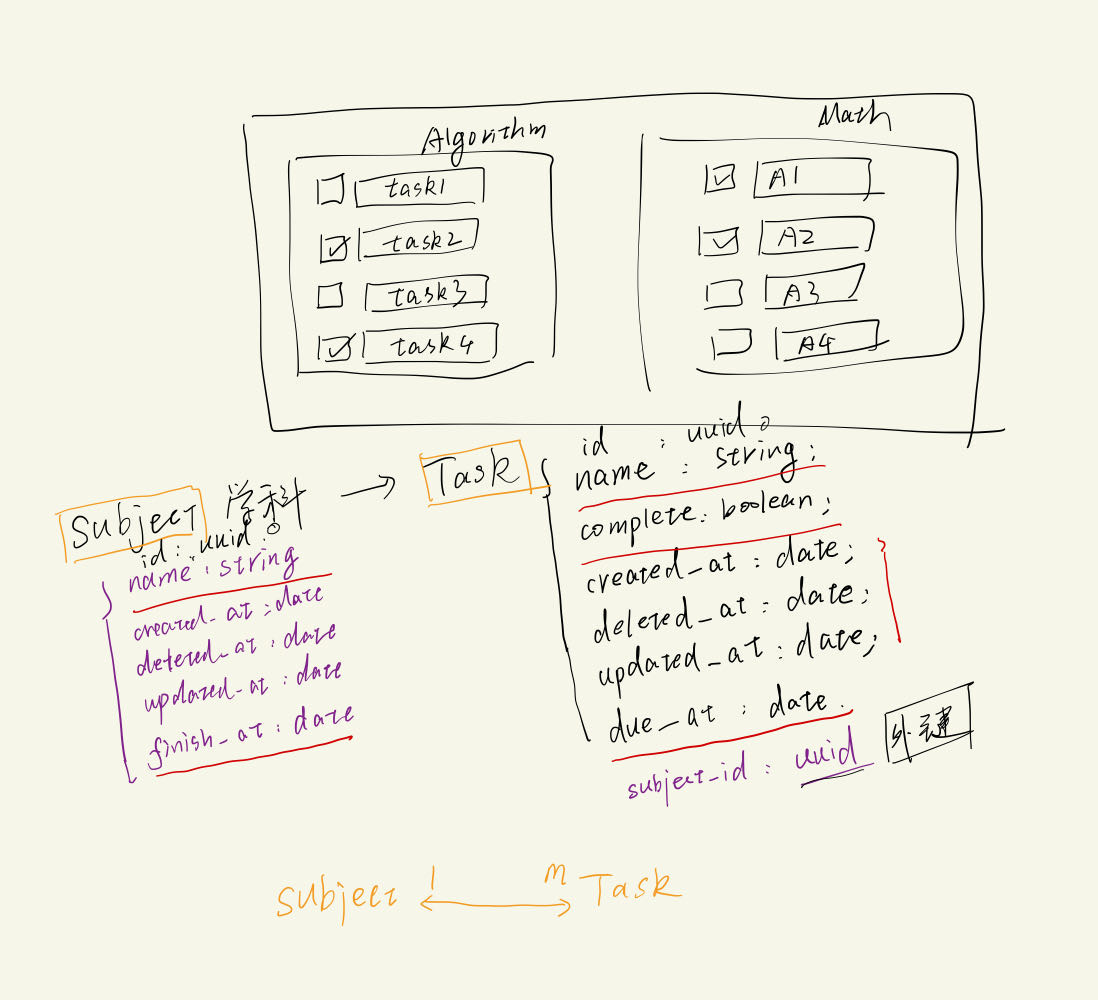 Algorithm
Math
task1
task2
task3
task4
A1
A2
A3
A4
Subject 学科
id : uuid.
name : string
created_at : date
deteted_at : date
updated_at : date
finish_at : date
Task
id : uuid.
name : string;
complete : boolean;
created_at : date;
deleted_at : date;
updated_at : date;
due_at : date.
subject_id : uuid
外键
subject 1 m Task